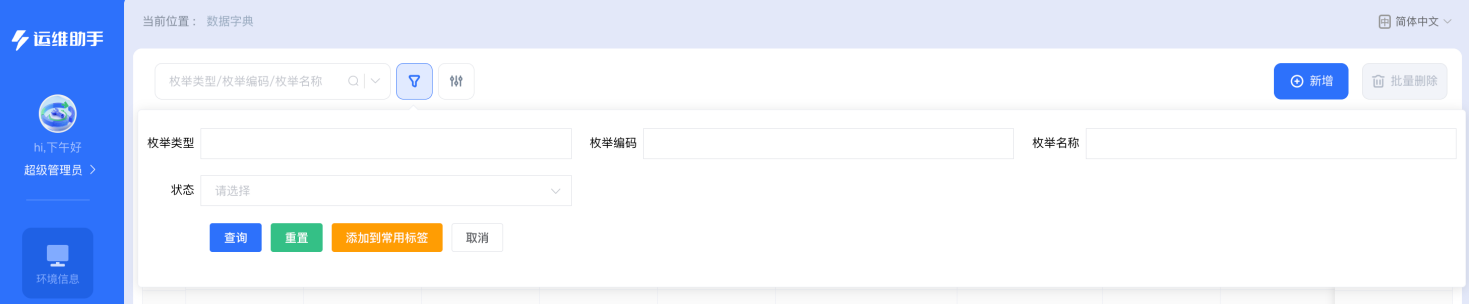 运维助手
hi,下午好
超级管理员
环境信息
当前位置： 数据字典
中 简体中文
枚举类型/枚举编码/枚举名称
新增
批量删除
枚举类型
枚举编码
枚举名称
状态 请选择
查询 重置 添加到常用标签 取消